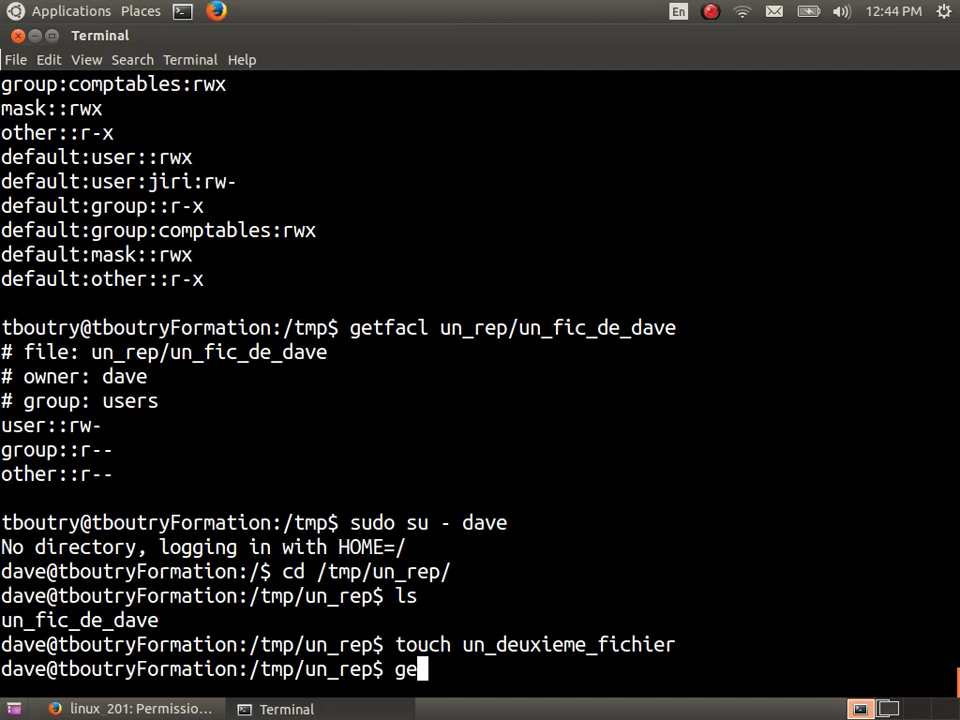 Applications Places En 12:44 PM
Terminal
File Edit View Search Terminal Help
group:comptables:rwx
mask::rwx
other::r-x
default:user::rwx
default:user:jiri:rw-
default:group::r-x
default:group:comptables:rwx
default:mask::rwx
default:other::r-x
tboutry@tboutryFormation:/tmp$ getfacl un_rep/un_fic_de_dave
# file: un_rep/un_fic_de_dave
# owner: dave
# group: users
user::rw-
group::r--
other::r--
tboutry@tboutryFormation:/tmp$ sudo su - dave
No directory, logging in with HOME=/
dave@tboutryFormation:/$ cd /tmp/un_rep/
dave@tboutryFormation:/tmp/un_rep$ ls
un_fic_de_dave
dave@tboutryFormation:/tmp/un_rep$ touch un_deuxieme_fichier
dave@tboutryFormation:/tmp/un_rep$ ge
linux_201: Permissio... Terminal